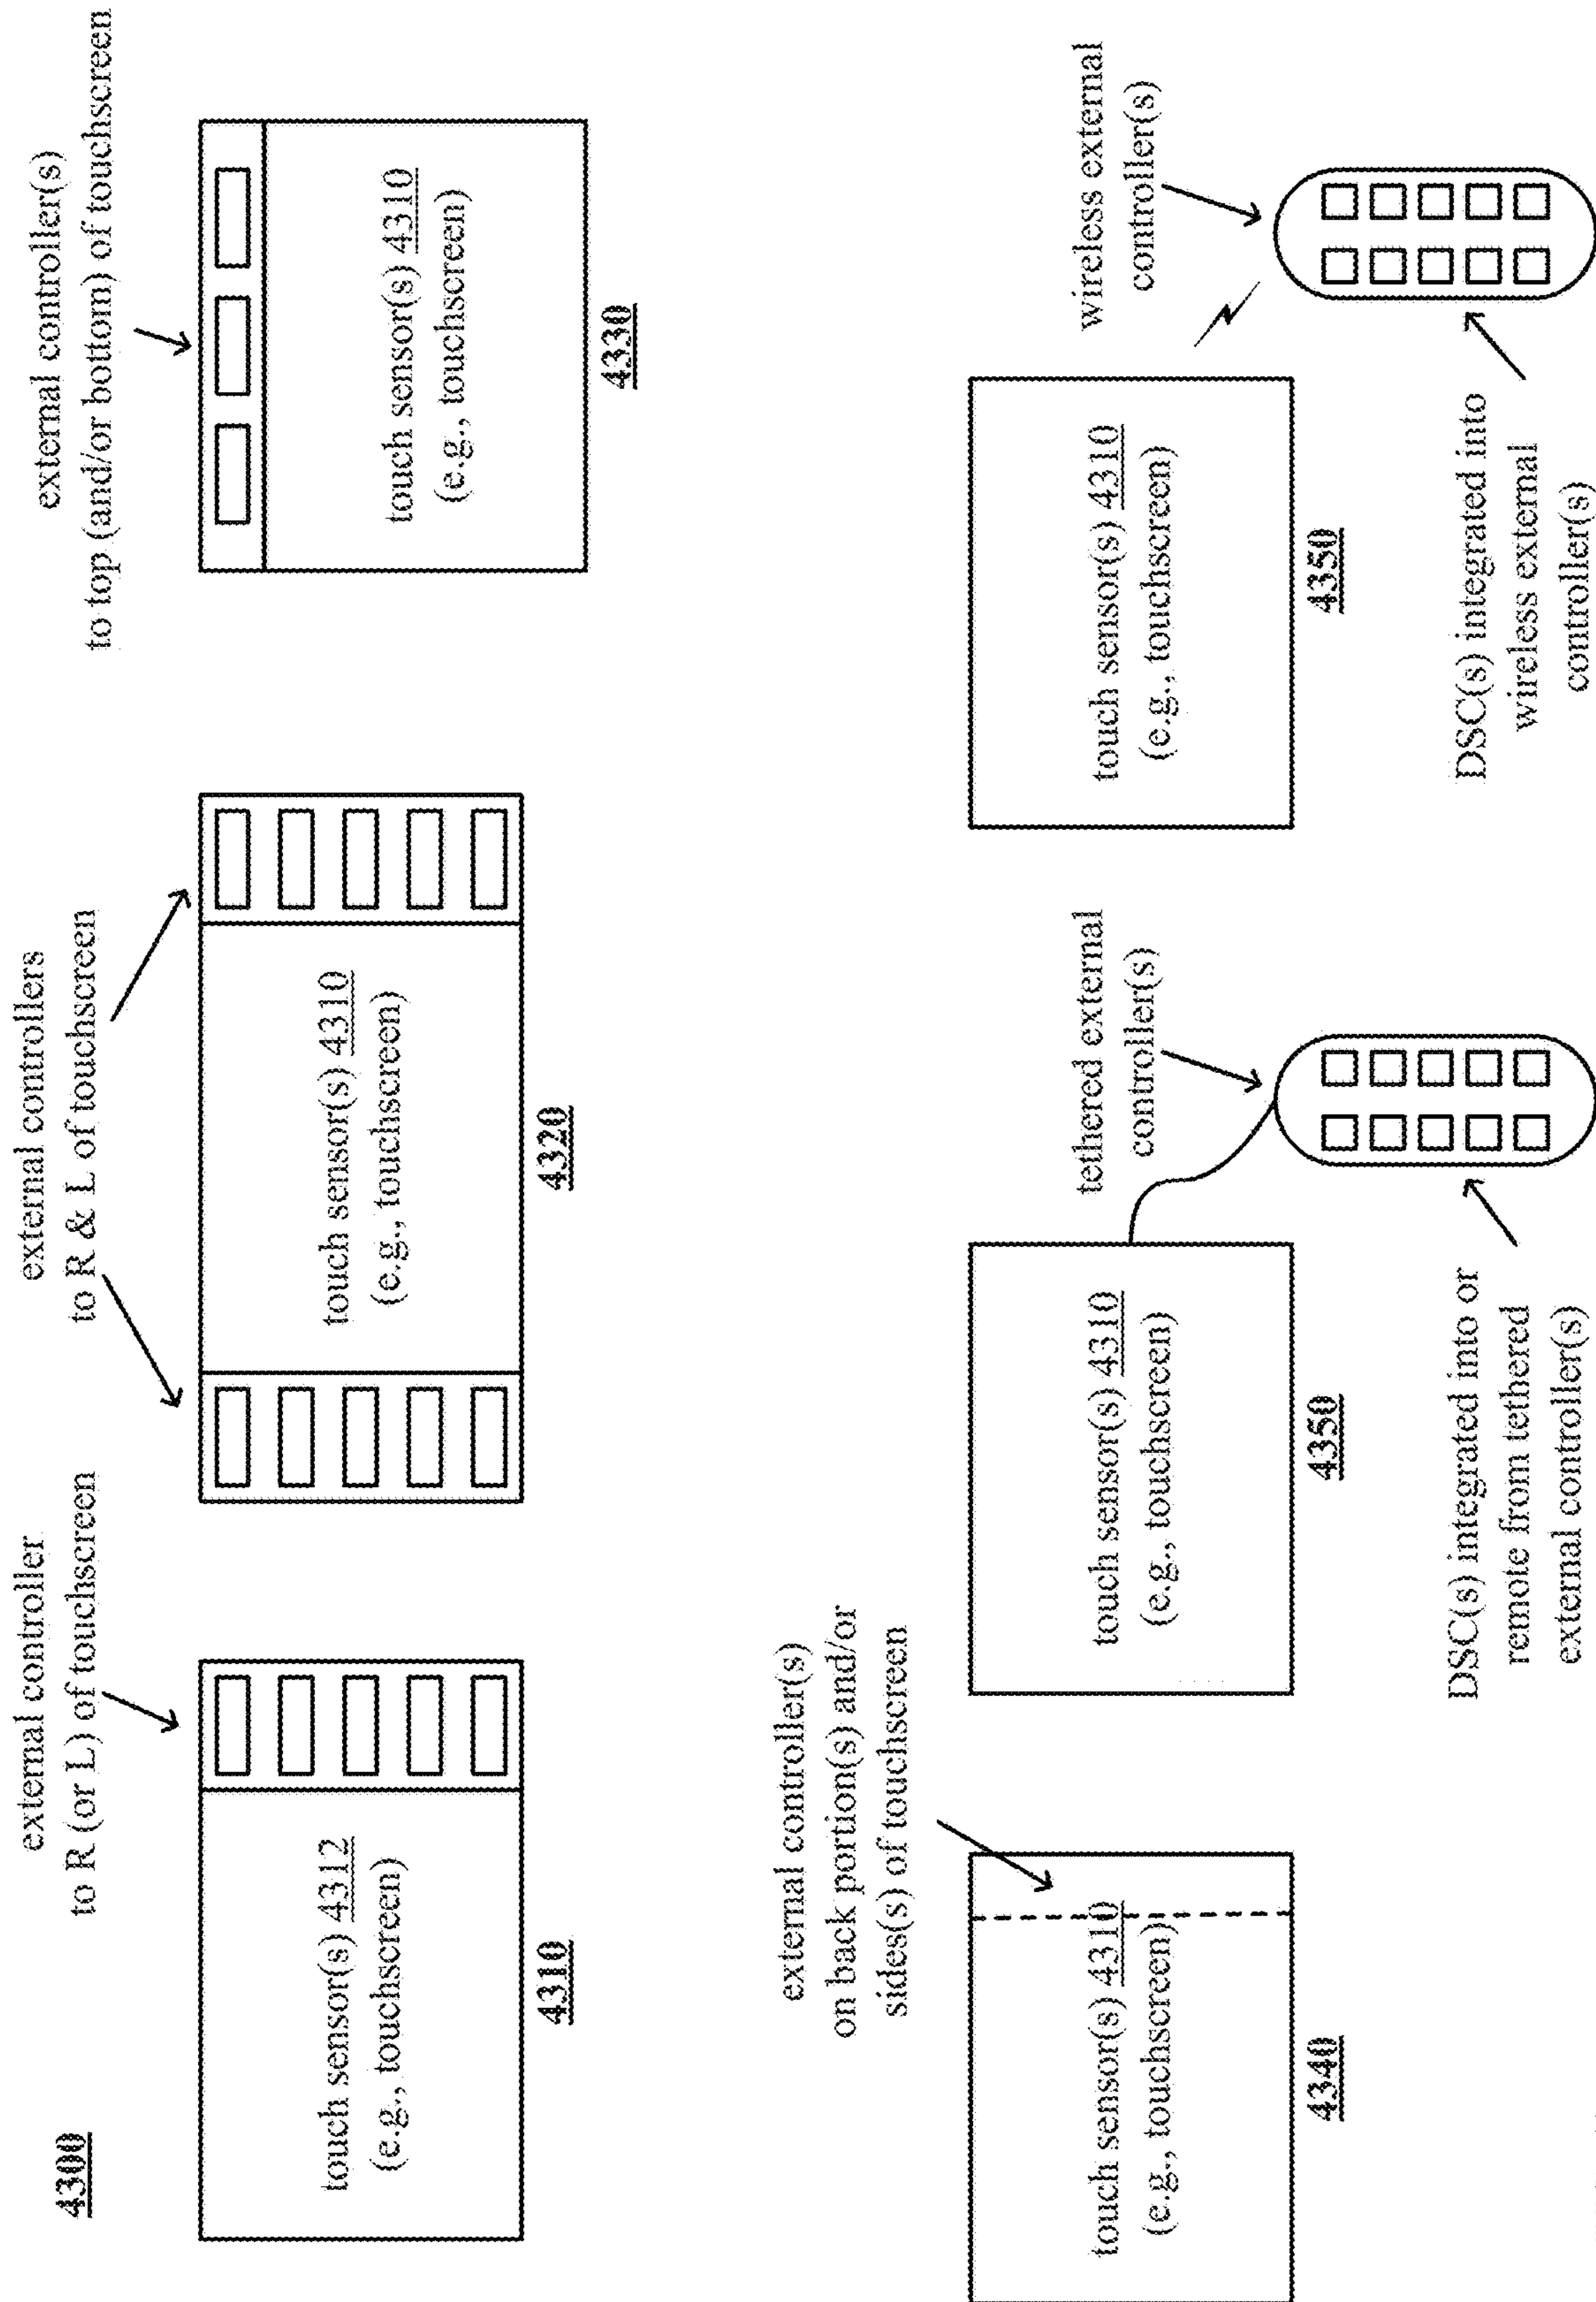 4300
external controller
to R (or L) of touchscreen
touch sensor(s) 4312
(e.g., touchscreen)
4310
external controllers
to R & L of touchscreen
touch sensor(s) 4310
(e.g., touchscreen)
4320
external controller(s)
to top (and/or bottom) of touchscreen
touch sensor(s) 4310
(e.g., touchscreen)
4330
external controller(s)
on back portion(s) and/or
sides(s) of touchscreen
touch sensor(s) 4310
(e.g., touchscreen)
4340
tethered external
controller(s)
touch sensor(s) 4310
(e.g., touchscreen)
4350
DSC(s) integrated into or
remote from tethered
external controller(s)
wireless external
controller(s)
touch sensor(s) 4310
(e.g., touchscreen)
4350
DSC(s) integrated into
wireless external
controller(s)